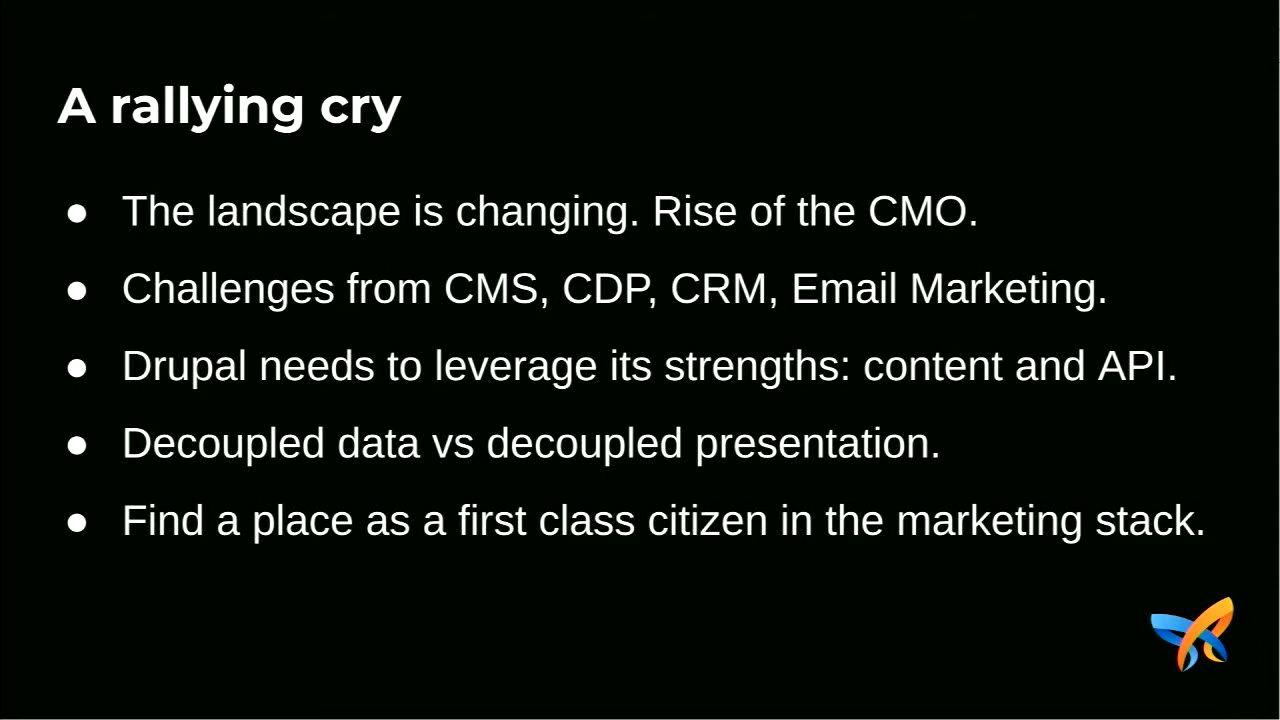 A rallying cry
● The landscape is changing. Rise of the CMO.
● Challenges from CMS, CDP, CRM, Email Marketing.
● Drupal needs to leverage its strengths: content and API.
● Decoupled data vs decoupled presentation.
● Find a place as a first class citizen in the marketing stack.